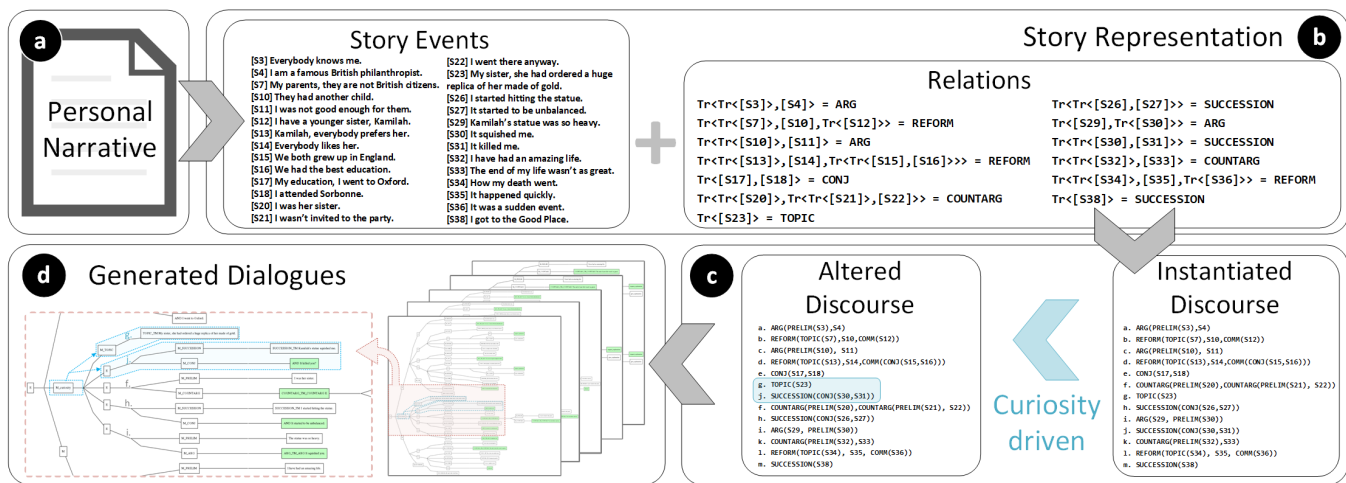 a
Personal
Narrative
Story Events
[S3] Everybody knows me.
[S4] I am a famous British philanthropist.
[S7] My parents, they are not British citizens.
[S10] They had another child.
[S11] I was not good enough for them.
[S12] I have a younger sister, Kamilah.
[S13] Kamilah, everybody prefers her.
[S14] Everybody likes her.
[S15] We both grew up in England.
[S16] We had the best education.
[S17] My education, I went to Oxford.
[S18] I attended Sorbonne.
[S20] I was her sister.
[S21] I wasn't invited to the party.
[S22] I went there anyway.
[S23] My sister, she had ordered a huge
replica of her made of gold.
[S26] I started hitting the statue.
[S27] It started to be unbalanced.
[S29] Kamilah's statue was so heavy.
[S30] It squished me.
[S31] It killed me.
[S32] I have had an amazing life.
[S33] The end of my life wasn't as great.
[S34] How my death went.
[S35] It happened quickly.
[S36] It was a sudden event.
[S38] I got to the Good Place.
Story Representation
b
Relations
Tr<Tr<[S3]>,[S4]> = ARG
Tr<Tr<[S7]>,[S10],Tr<[S12]>> = REFORM
Tr<Tr<[S10]>,[S11]> = ARG
Tr<Tr<[S13]>,[S14],Tr<Tr<[S15],[S16]>>> = REFORM
Tr<[S17],[S18]> = CONJ
Tr<Tr<[S20]>,Tr<Tr<[S21]>,[S22]>> = COUNTARG
Tr<[S23]> = TOPIC
Tr<Tr<[S26],[S27]>> = SUCCESSION
Tr<[S29],Tr<[S30]>> = ARG
Tr<Tr<[S30],[S31]>> = SUCCESSION
Tr<Tr<[S32]>,[S33]> = COUNTARG
Tr<Tr<[S34]>,[S35],Tr<[S36]>> = REFORM
Tr<[S38]> = SUCCESSION
d
Generated Dialogues
g.
j.
f.
h.
i.
c
Altered
Discourse
a. ARG(PRELIM(S3),S4)
b. REFORM(TOPIC(S7),S10,COMM(S12))
c. ARG(PRELIM(S10), S11)
d. REFORM(TOPIC(S13),S14,COMM(CONJ(S15,S16)))
e. CONJ(S17,S18)
g. TOPIC(S23)
j. SUCCESSION(CONJ(S30,S31))
f. COUNTARG(PRELIM(S20),COUNTARG(PRELIM(S21), S22))
h. SUCCESSION(CONJ(S26,S27))
i. ARG(S29, PRELIM(S30))
k. COUNTARG(PRELIM(S32),S33)
l. REFORM(TOPIC(S34), S35, COMM(S36))
m. SUCCESSION(S38)
Curiosity
driven
Instantiated
Discourse
a. ARG(PRELIM(S3),S4)
b. REFORM(TOPIC(S7),S10,COMM(S12))
c. ARG(PRELIM(S10), S11)
d. REFORM(TOPIC(S13),S14,COMM(CONJ(S15,S16)))
e. CONJ(S17,S18)
f. COUNTARG(PRELIM(S20),COUNTARG(PRELIM(S21), S22))
g. TOPIC(S23)
h. SUCCESSION(CONJ(S26,S27))
i. ARG(S29, PRELIM(S30))
j. SUCCESSION(CONJ(S30,S31))
k. COUNTARG(PRELIM(S32),S33)
l. REFORM(TOPIC(S34), S35, COMM(S36))
m. SUCCESSION(S38)